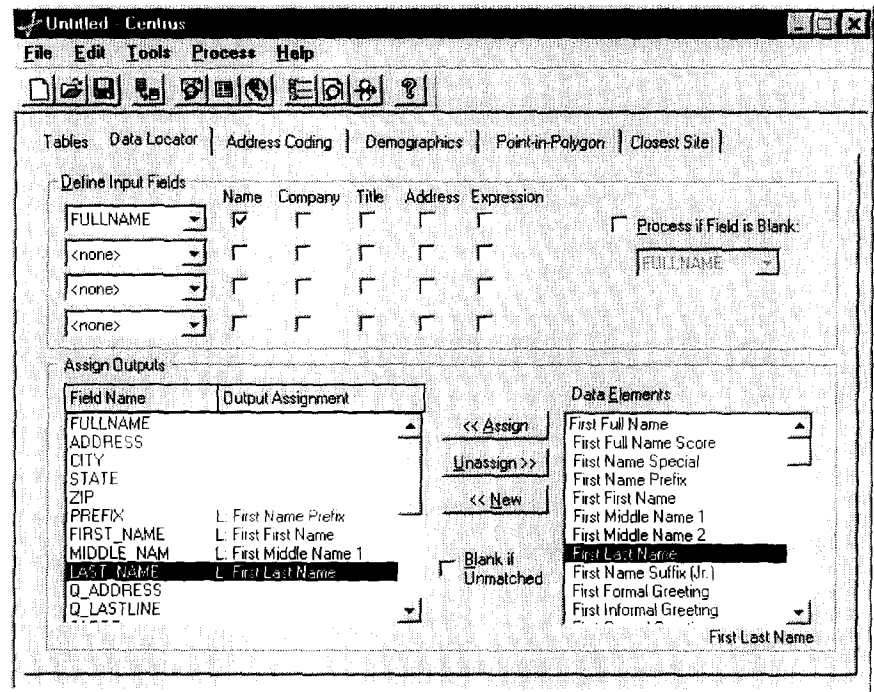 Untitled - Centrus
File Edit Tools Process Help
Tables Data Locator Address Coding Demographics Point-in-Polygon Closest Site
Define Input Fields
Name Company Title Address Expression
FULLNAME
Process if Field is Blank:
<none>
FULLNAME
<none>
<none>
Assign Outputs
Field Name Output Assignment
Data Elements
FULLNAME
ADDRESS
CITY
STATE
ZIP
PREFIX L: First Name Prefix
FIRST_NAME L: First First Name
MIDDLE_NAM L: First Middle Name 1
LAST_NAME L: First Last Name
Q_ADDRESS
Q_LASTLINE
<< Assign
Unassign >>
<< New
Blank if
Unmatched
First Full Name
First Full Name Score
First Name Special
First Name Prefix
First First Name
First Middle Name 1
First Middle Name 2
First Last Name
First Name Suffix (Jr.)
First Formal Greeting
First Informal Greeting
First Last Name